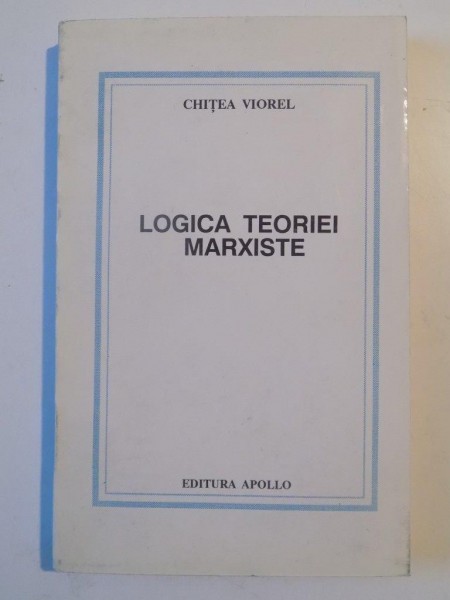 CHIȚEA VIOREL
LOGICA TEORIEI
MARXISTE
EDITURA APOLLO